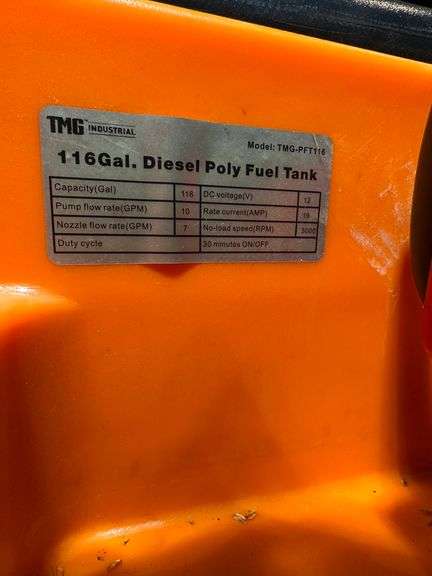 TMG INDUSTRIAL
Model: TMG-PFT116
116Gal. Diesel Poly Fuel Tank
Capacity(Gal) 116 DC voltage(V) 12
Pump flow rate(GPM) 10 Rate current(AMP) 19
Nozzle flow rate(GPM) 7 No-load speed(RPM) 3000
Duty cycle 30 minutes ON/OFF